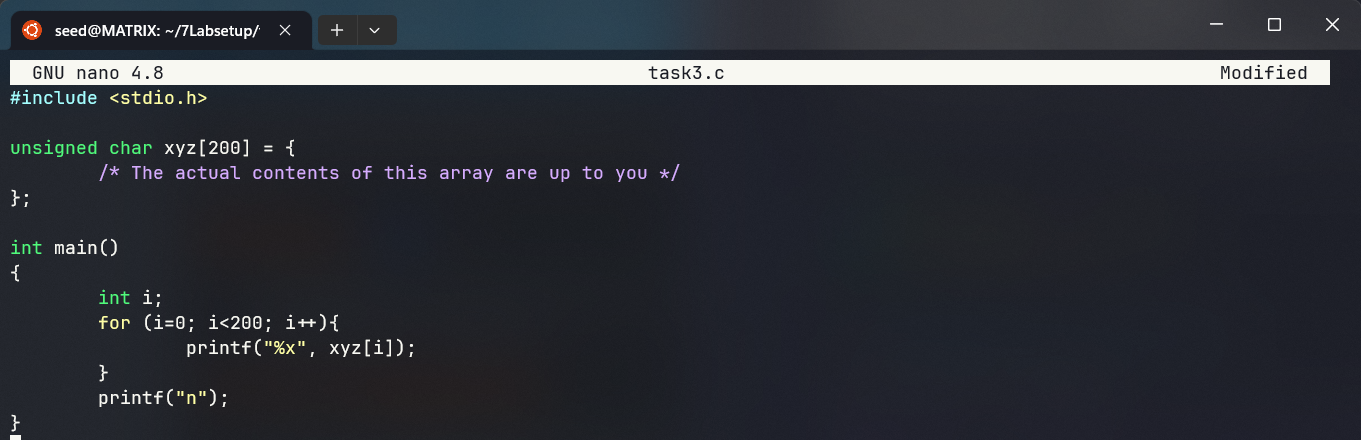 seed@MATRIX: ~/7Labsetup/
GNU nano 4.8 task3.c Modified
#include <stdio.h>
unsigned char xyz[200] = {
/* The actual contents of this array are up to you */
};
int main()
{
int i;
for (i=0; i<200; i++){
printf("%x", xyz[i]);
}
printf("n");
}